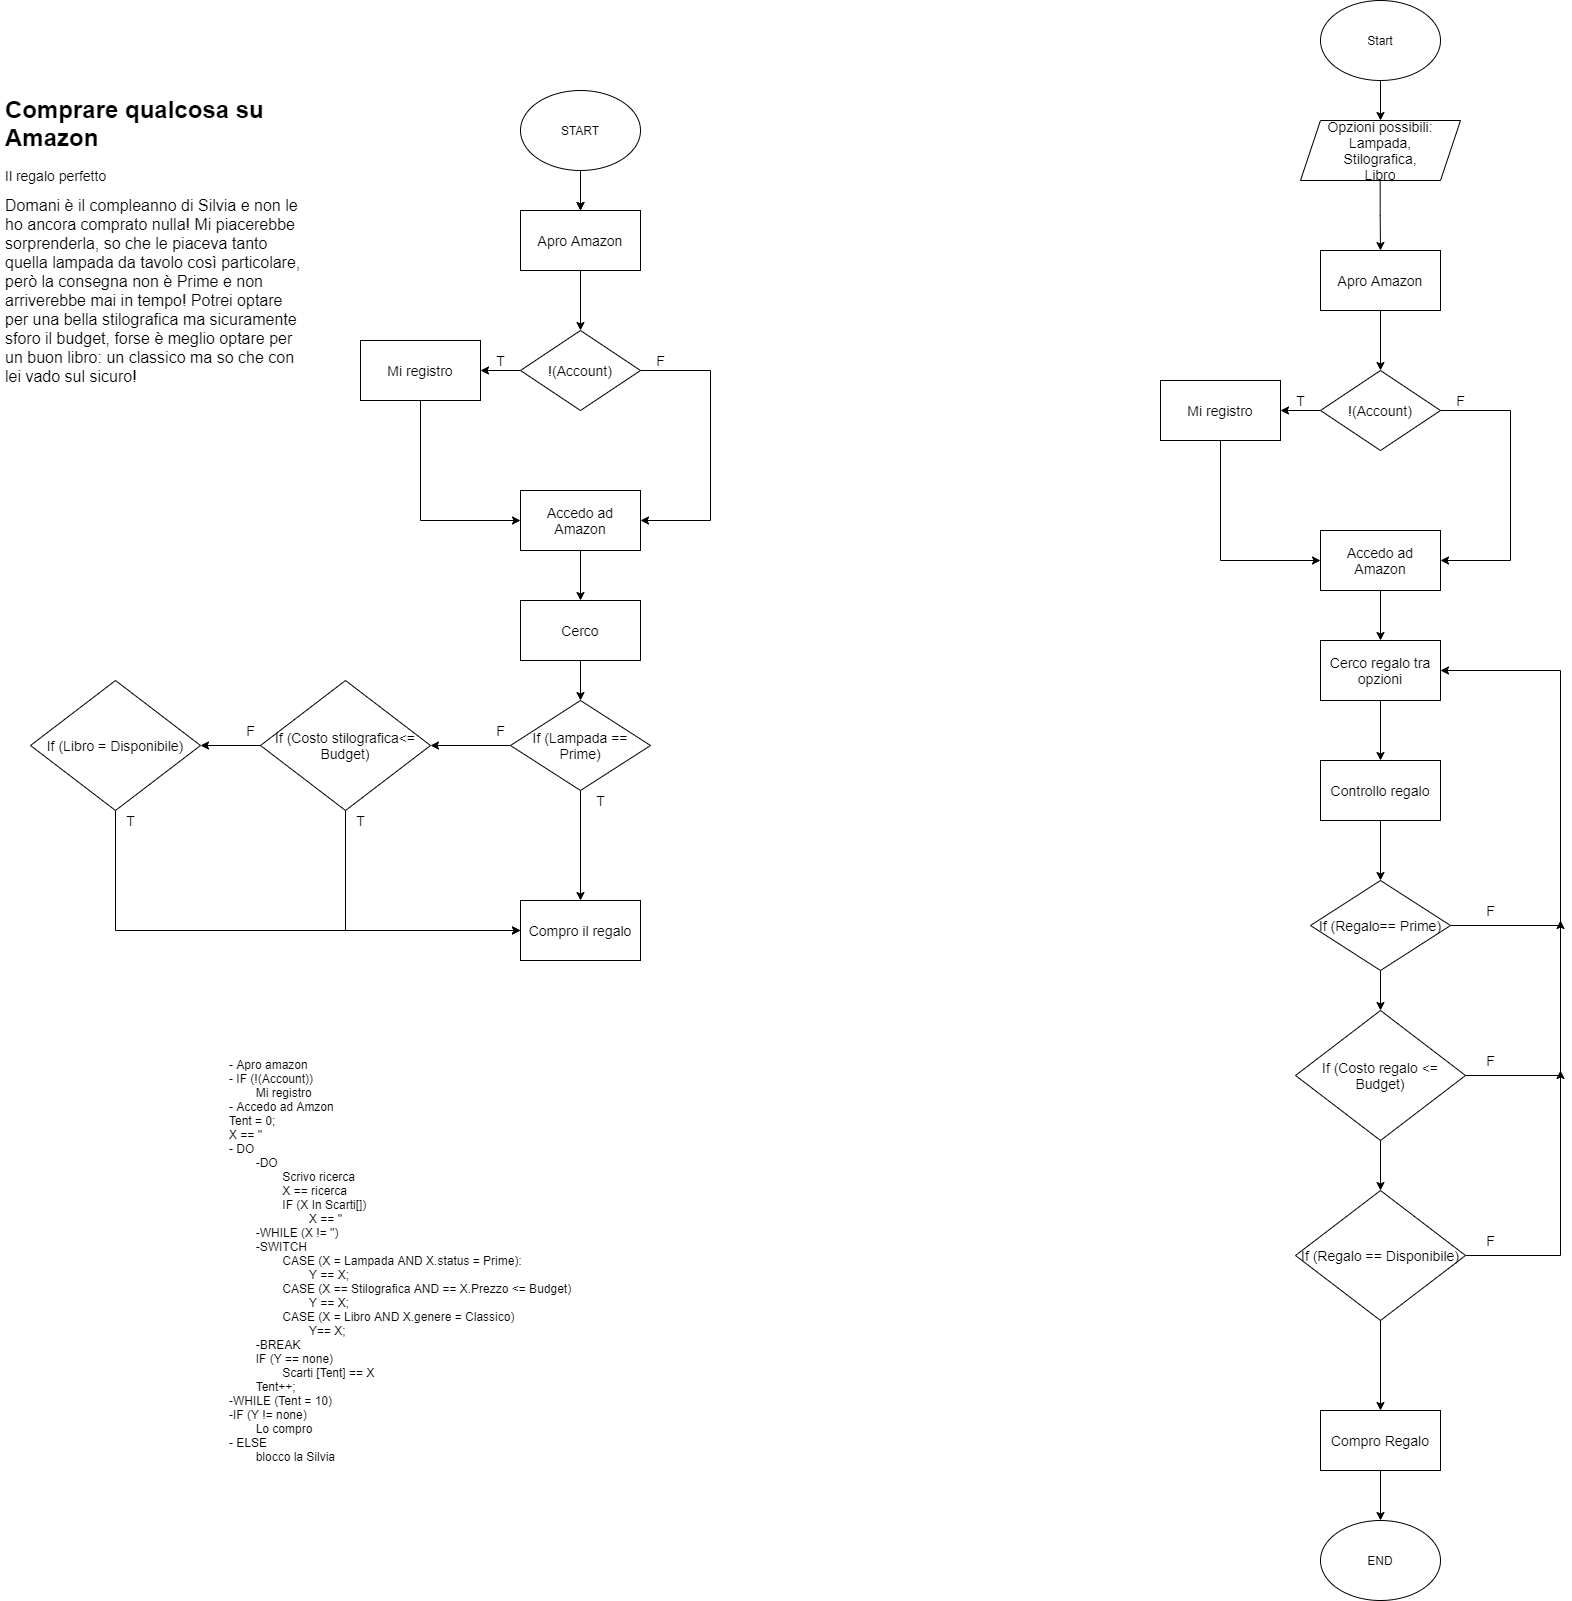 Comprare qualcosa su
Amazon
Il regalo perfetto
Domani è il compleanno di Silvia e non le
ho ancora comprato nulla! Mi piacerebbe
sorprenderla, so che le piaceva tanto
quella lampada da tavolo così particolare,
però la consegna non è Prime e non
arriverebbe mai in tempo! Potrei optare
per una bella stilografica ma sicuramente
sforo il budget, forse è meglio optare per
un buon libro: un classico ma so che con
lei vado sul sicuro!
START
Apro Amazon
!(Account)
T
F
Mi registro
Accedo ad
Amazon
Cerco
If (Lampada ==
Prime)
F
T
If (Costo stilografica<=
Budget)
F
T
If (Libro = Disponibile)
T
Compro il regalo
- Apro amazon
- IF (!(Account))
Mi registro
- Accedo ad Amzon
Tent = 0;
X == ''
- DO
-DO
Scrivo ricerca
X == ricerca
IF (X In Scarti[])
X == ''
-WHILE (X != '')
-SWITCH
CASE (X = Lampada AND X.status = Prime):
Y == X;
CASE (X == Stilografica AND == X.Prezzo <= Budget)
Y == X;
CASE (X = Libro AND X.genere = Classico)
Y== X;
-BREAK
IF (Y == none)
Scarti [Tent] == X
Tent++;
-WHILE (Tent = 10)
-IF (Y != none)
Lo compro
- ELSE
blocco la Silvia
Start
Opzioni possibili:
Lampada,
Stilografica,
Libro
Apro Amazon
!(Account)
T
F
Mi registro
Accedo ad
Amazon
Cerco regalo tra
opzioni
Controllo regalo
If (Regalo== Prime)
F
If (Costo regalo <=
Budget)
F
If (Regalo == Disponibile)
F
Compro Regalo
END